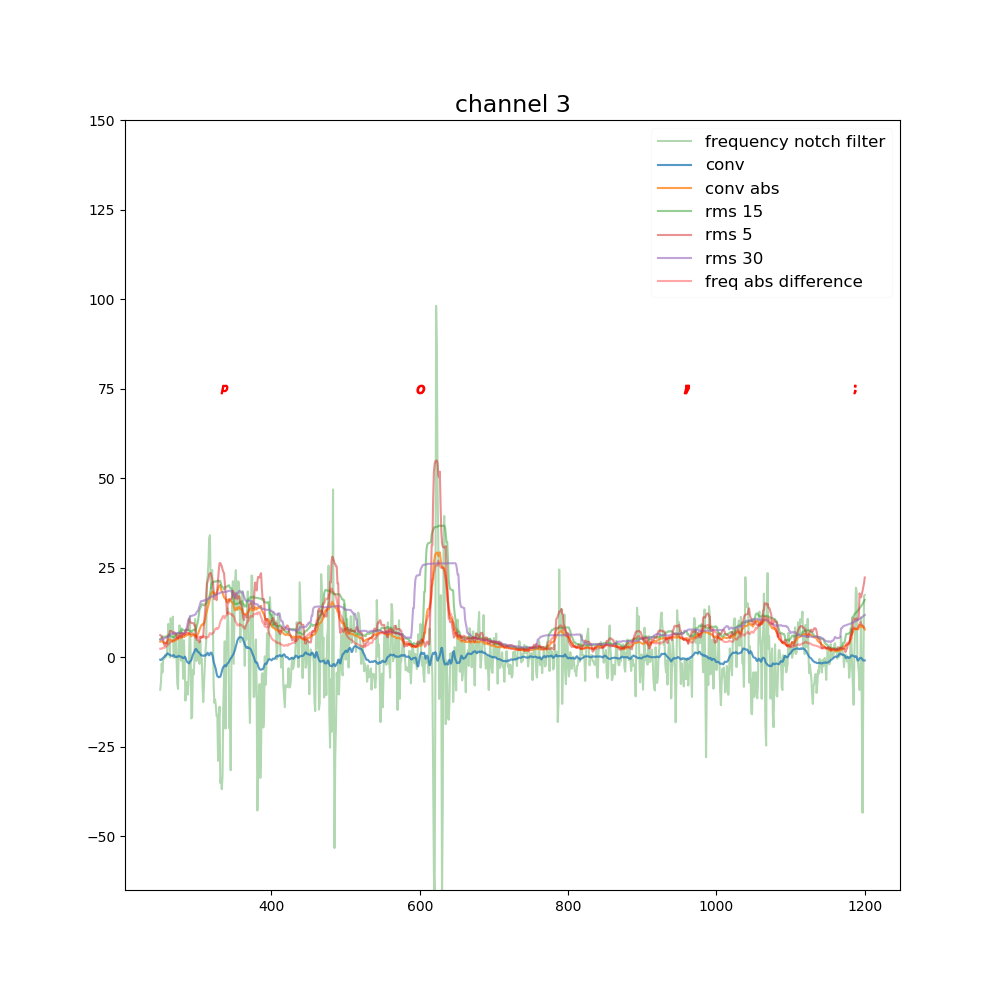 channel 3
150
125
100
75
50
25
0
−25
−50
frequency notch filter
conv
conv abs
rms 15
rms 5
rms 30
freq abs difference
p o ;
400 600 800 1000 1200